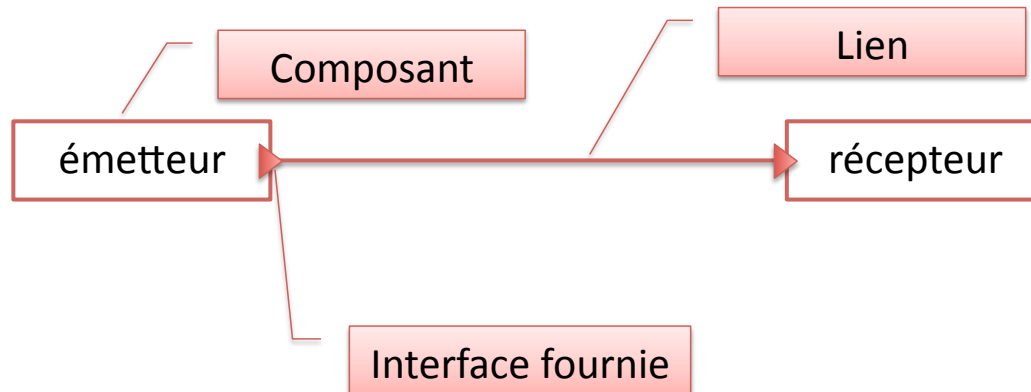 Composant
Lien
émetteur
récepteur
Interface fournie